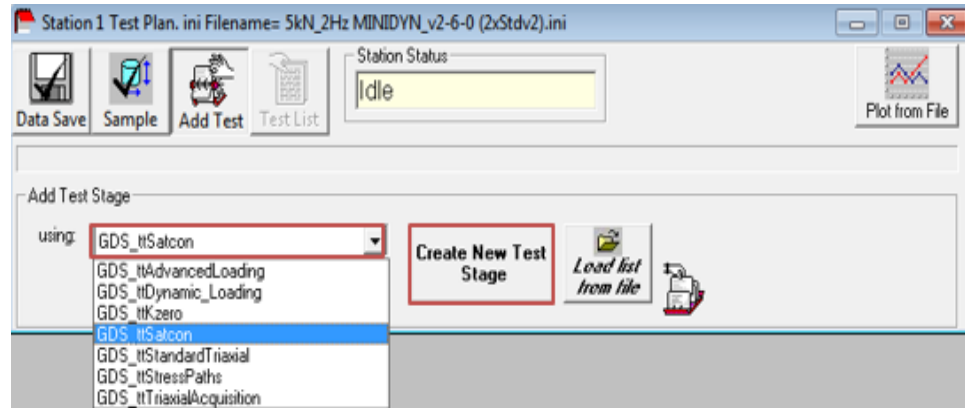 Station 1 Test Plan. ini Filename= 5kN_2Hz MINIDYN_v2-6-0 (2xStdv2).ini
Data Save
Sample
Add Test
Test List
Station Status
Idle
Plot from File
Add Test Stage
using:
GDS_ttSatcon
Create New Test
Stage
Load list
from file
GDS_ttAdvancedLoading
GDS_ttDynamic_Loading
GDS_ttKzero
GDS_ttSatcon
GDS_ttStandardTriaxial
GDS_ttStressPaths
GDS_ttTriaxialAcquisition